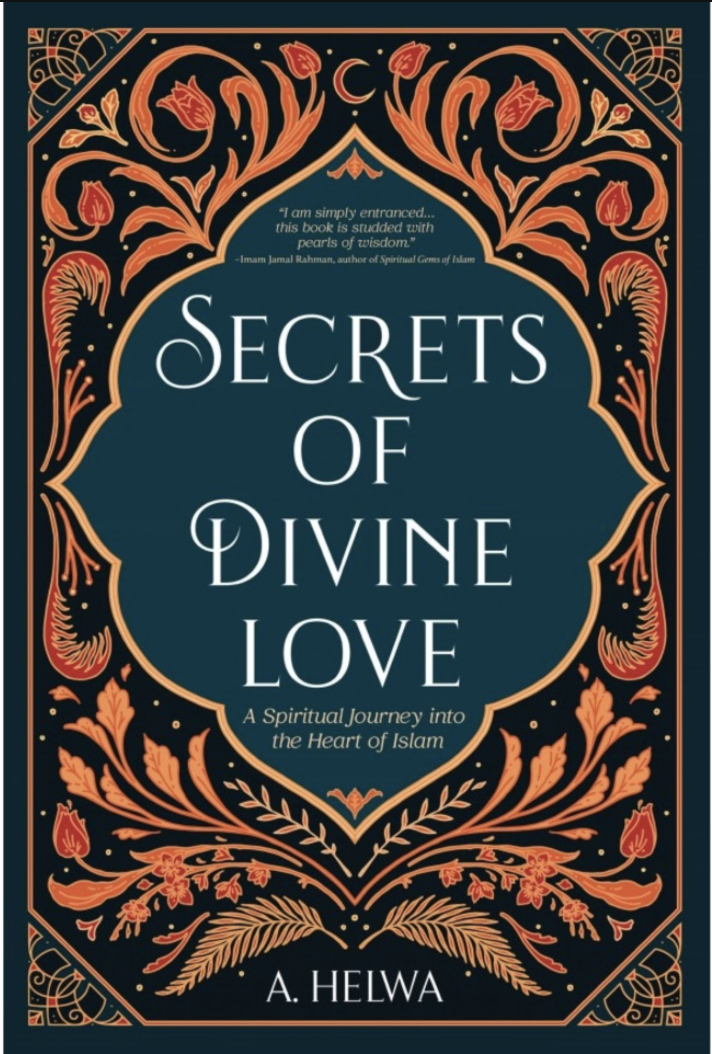 “I am simply entranced...
this book is studded with
pearls of wisdom.”
–Imam Jamal Rahman, author of Spiritual Gems of Islam
SECRETS
OF
DIVINE
LOVE
A Spiritual Journey into
the Heart of Islam
A. HELWA